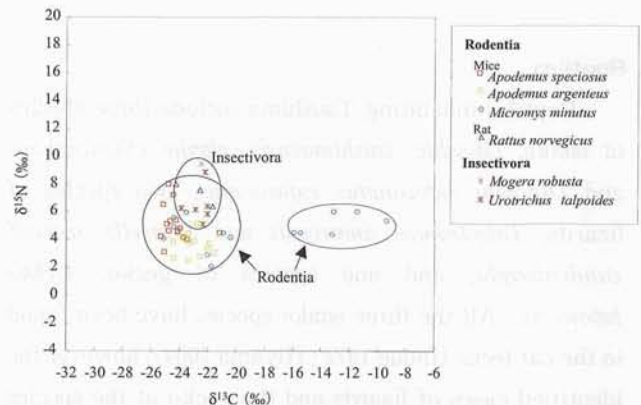 20
18
16
14
12
10
8
6
4
2
0
-2
-4
δ¹⁵N (‰)
-32 -30 -28 -26 -24 -22 -20 -18 -16 -14 -12 -10 -8 -6
δ¹³C (‰)
Insectivora
Rodentia
Rodentia
Mice
Apodemus speciosus
Apodemus argenteus
Micromys minutus
Rat
Rattus norvegicus
Insectivora
Mogera robusta
Urotrichus talpoides